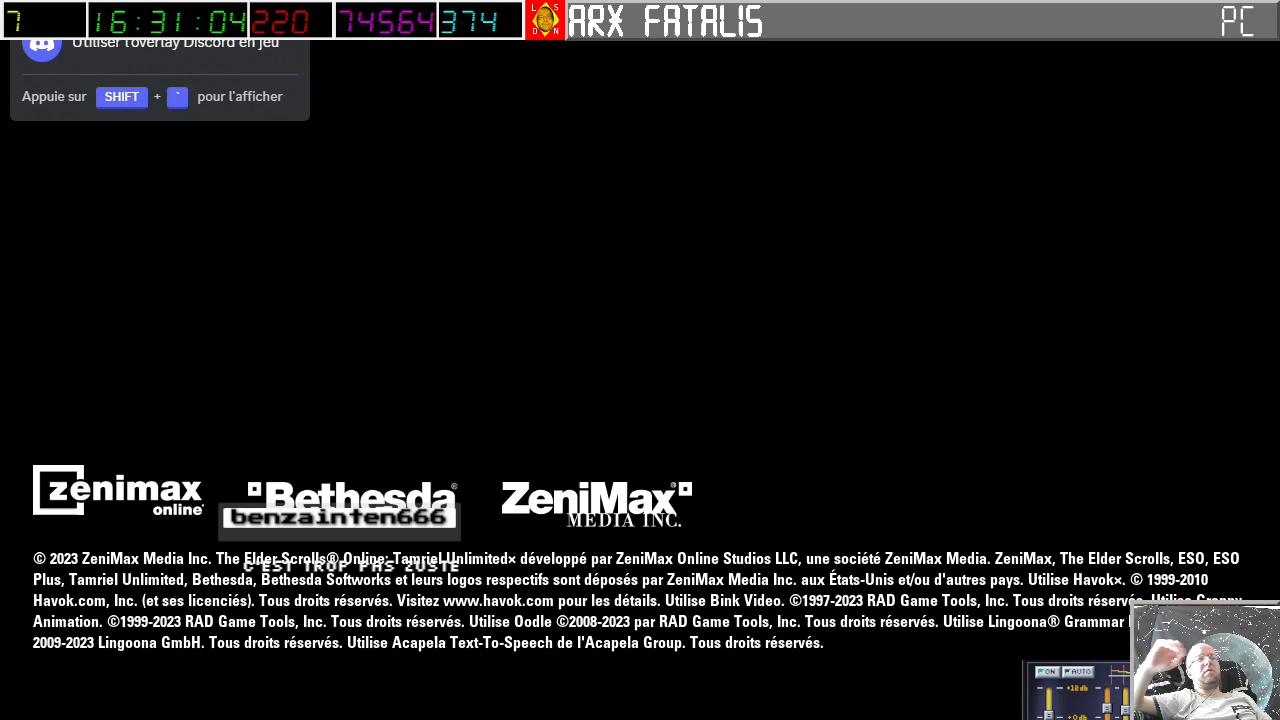 7 16:31:04 220 74564 374 LSDN ARX FATALIS PC
Utiliser l'overlay Discord en jeu
Appuie sur SHIFT + ` pour l'afficher
zenimax online
Bethesda®
ZeniMax® MEDIA INC.
benzainten666
© 2023 ZeniMax Media Inc. The Elder Scrolls® Online: Tamriel Unlimited× développé par ZeniMax Online Studios LLC, une société ZeniMax Media. ZeniMax, The Elder Scrolls, ESO, ESO
C'EST TROP PAS ZUSTE
Plus, Tamriel Unlimited, Bethesda, Bethesda Softworks et leurs logos respectifs sont déposés par ZeniMax Media Inc. aux États-Unis et/ou d'autres pays. Utilise Havok×. © 1999-2010
Havok.com, Inc. (et ses licenciés). Tous droits réservés. Visitez www.havok.com pour les détails. Utilise Bink Video. ©1997-2023 RAD Game Tools, Inc. Tous droits réservés. Utilise Granny
Animation. ©1999-2023 RAD Game Tools, Inc. Tous droits réservés. Utilise Oodle ©2008-2023 par RAD Game Tools, Inc. Tous droits réservés. Utilise Lingoona® Grammar
2009-2023 Lingoona GmbH. Tous droits réservés. Utilise Acapela Text-To-Speech de l'Acapela Group. Tous droits réservés.
ON AUTO
+12db
+0db